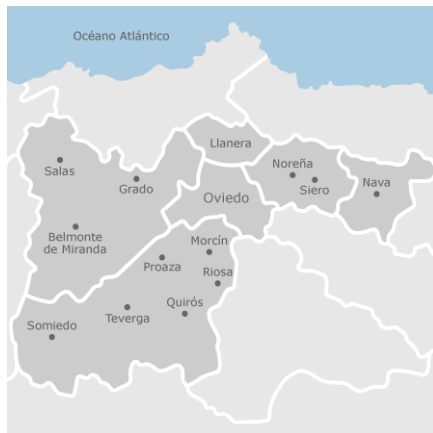 Océano Atlántico
Llanera
Noreña
Siero
Nava
Salas
Grado
Oviedo
Belmonte
de Miranda
Morcín
Proaza
Riosa
Quirós
Teverga
Somiedo